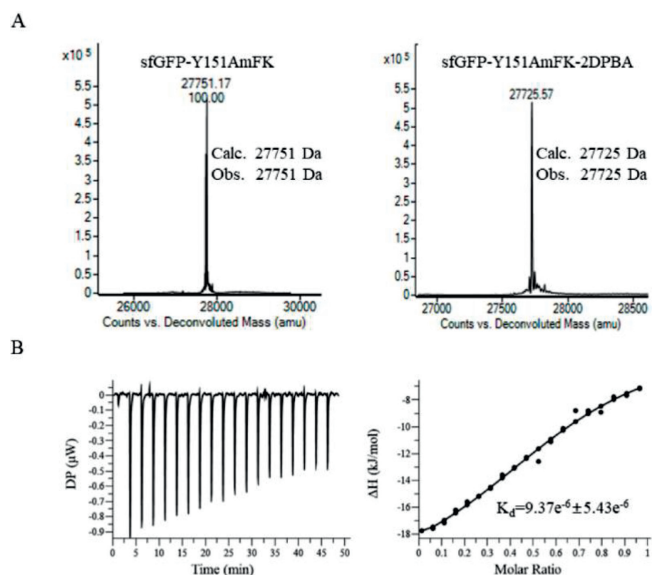 A
x10⁵ sfGFP-Y151AmFK
27751.17
100.00
5.5
5
4.5
4
3.5
3
2.5
2
1.5
1
0.5
0
Calc. 27751 Da
Obs. 27751 Da
26000 28000 30000
Counts vs. Deconvoluted Mass (amu)
x10⁵ sfGFP-Y151AmFK-2DPBA
27725.57
5.5
5
4.5
4
3.5
3
2.5
2
1.5
1
0.5
0
Calc. 27725 Da
Obs. 27725 Da
27000 27500 28000 28500
Counts vs. Deconvoluted Mass (amu)
B
DP (μW)
0
-0.1
-0.2
-0.3
-0.4
-0.5
-0.6
-0.7
-0.8
-0.9
0 5 10 15 20 25 30 35 40 45 50
Time (min)
ΔH (kJ/mol)
-8
-10
-12
-14
-16
-18
K_d=9.37e⁻⁶±5.43e⁻⁶
0 0.1 0.2 0.3 0.4 0.5 0.6 0.7 0.8 0.9 1
Molar Ratio